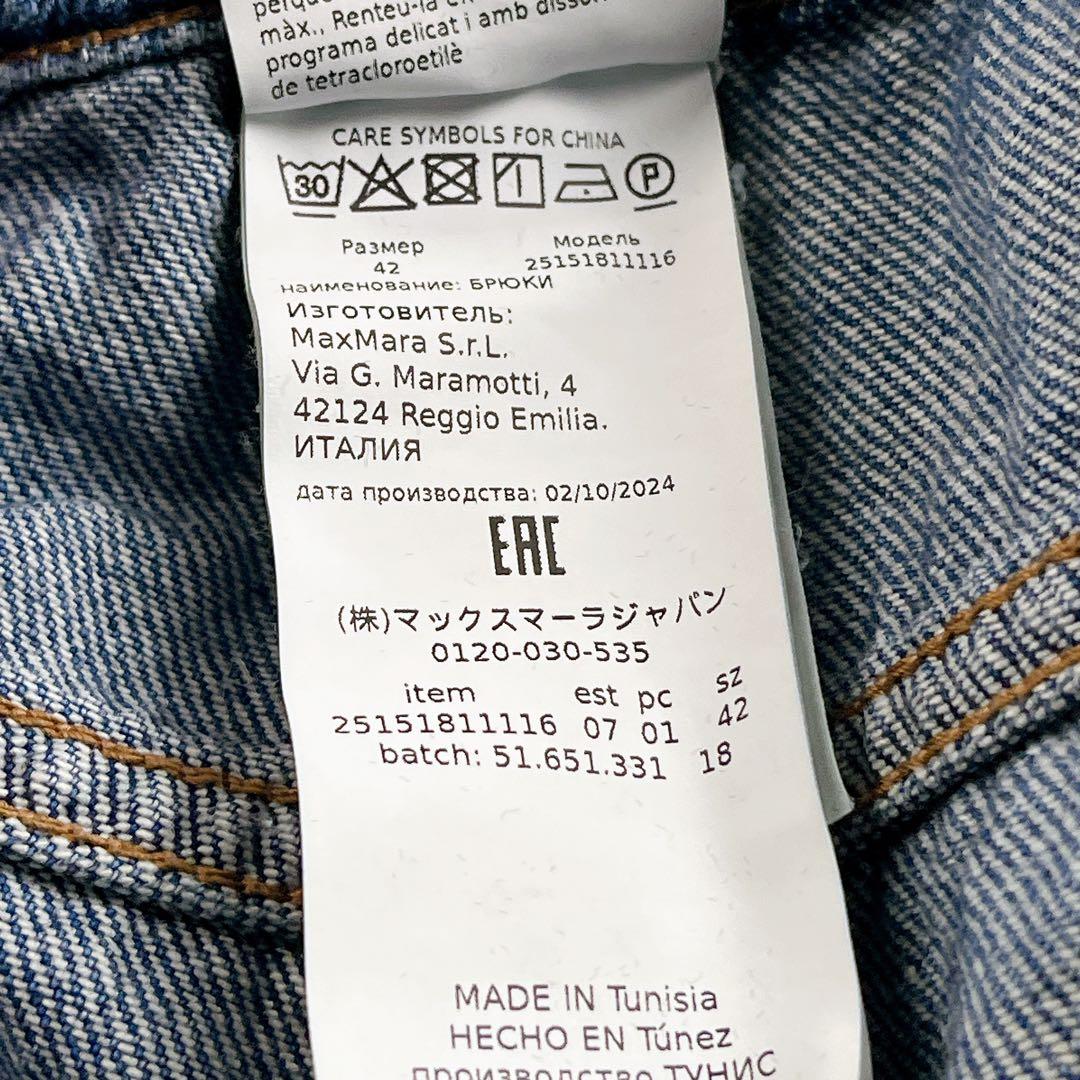 màx., Renteu-la
programa delicat i amb
de tetracloroetilè
CARE SYMBOLS FOR CHINA
30 P
Размер Модель
42 25151811116
наименование: БРЮКИ
Изготовитель:
MaxMara S.r.L.
Via G. Maramotti, 4
42124 Reggio Emilia.
ИТАЛИЯ
дата производства: 02/10/2024
EAC
(株)マックスマーラジャパン
0120-030-535
item est pc sz
25151811116 07 01 42
batch: 51.651.331 18
MADE IN Tunisia
HECHO EN Túnez
производство ТУНИС